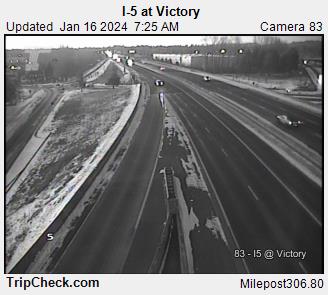 I-5 at Victory
Updated  Jan 16 2024  7:25 AM
Camera 83
S
83 - I5 @ Victory
TripCheck.com
Milepost306.80